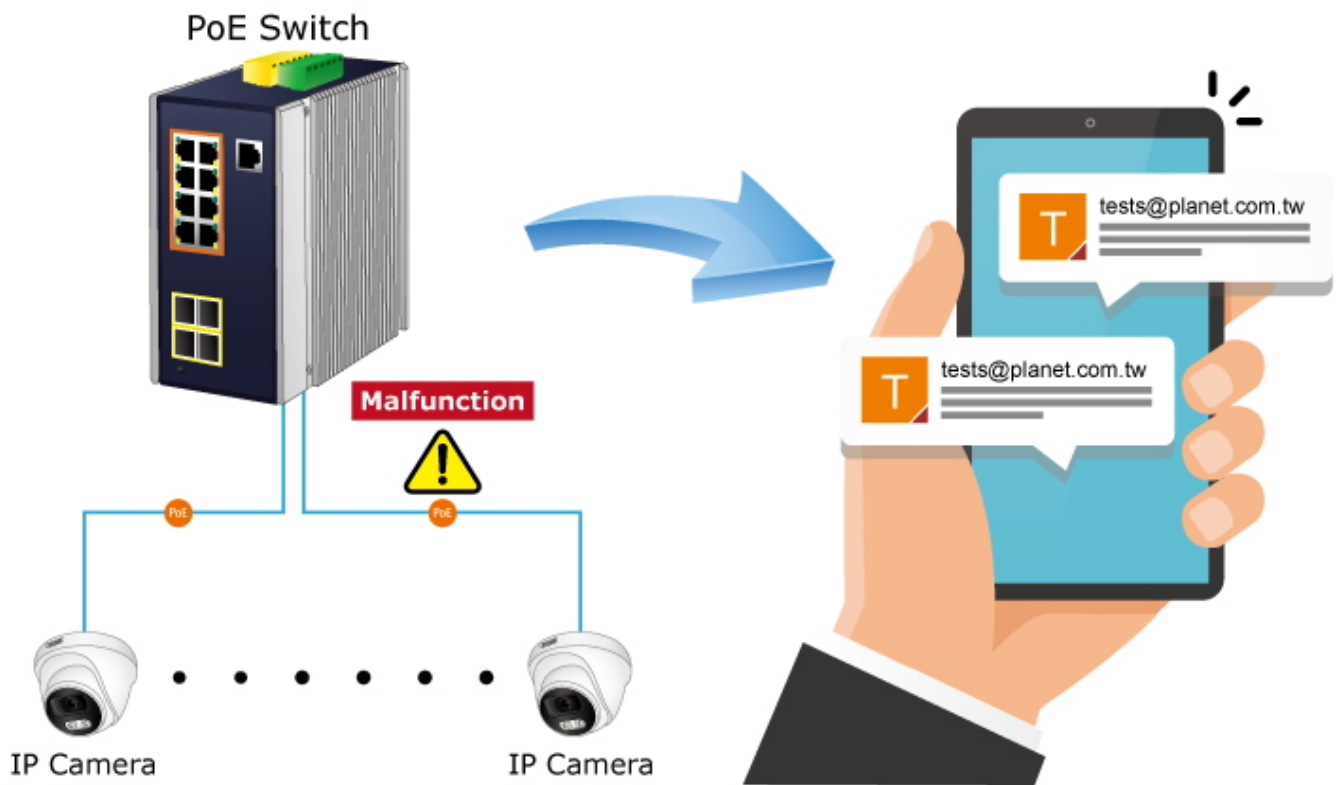 PoE Switch
T
tests@planet.com.tw
T
tests@planet.com.tw
Malfunction
PoE
PoE
IP Camera
IP Camera